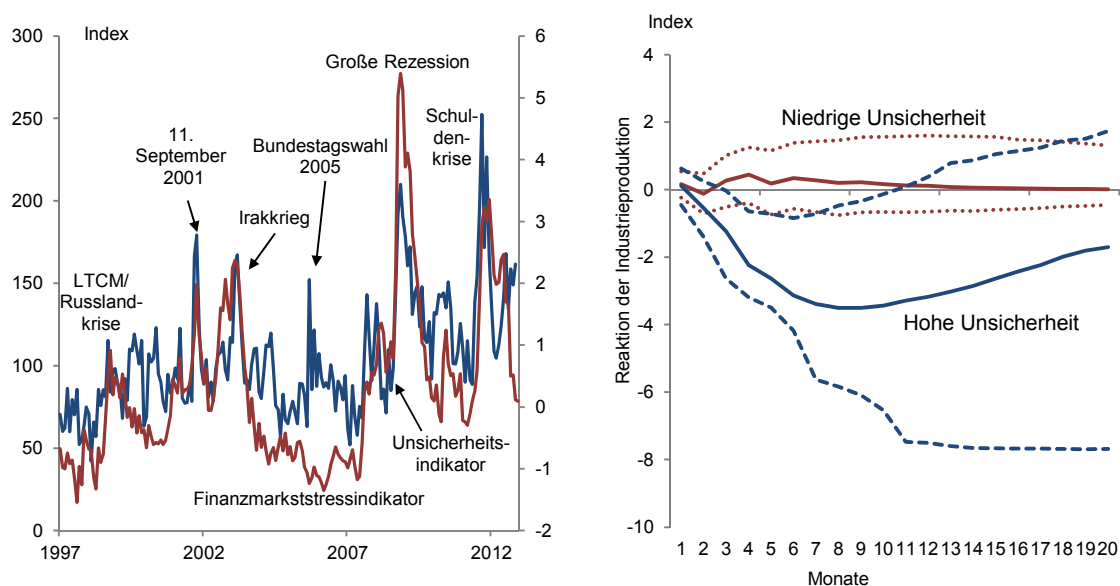 Index
300
250
200
150
100
50
0
6
5
4
3
2
1
0
-1
-2
1997
2002
2007
2012
LTCM/
Russland-
krise
11.
September
2001
Irakkrieg
Bundestagswahl
2005
Große Rezession
Schul-
den-
krise
Unsicherheits-
indikator
Finanzmarkststressindikator
Index
Reaktion der Industrieproduktion
4
2
0
-2
-4
-6
-8
-10
Niedrige Unsicherheit
Hohe Unsicherheit
1 2 3 4 5 6 7 8 9 10 11 12 13 14 15 16 17 18 19 20
Monate